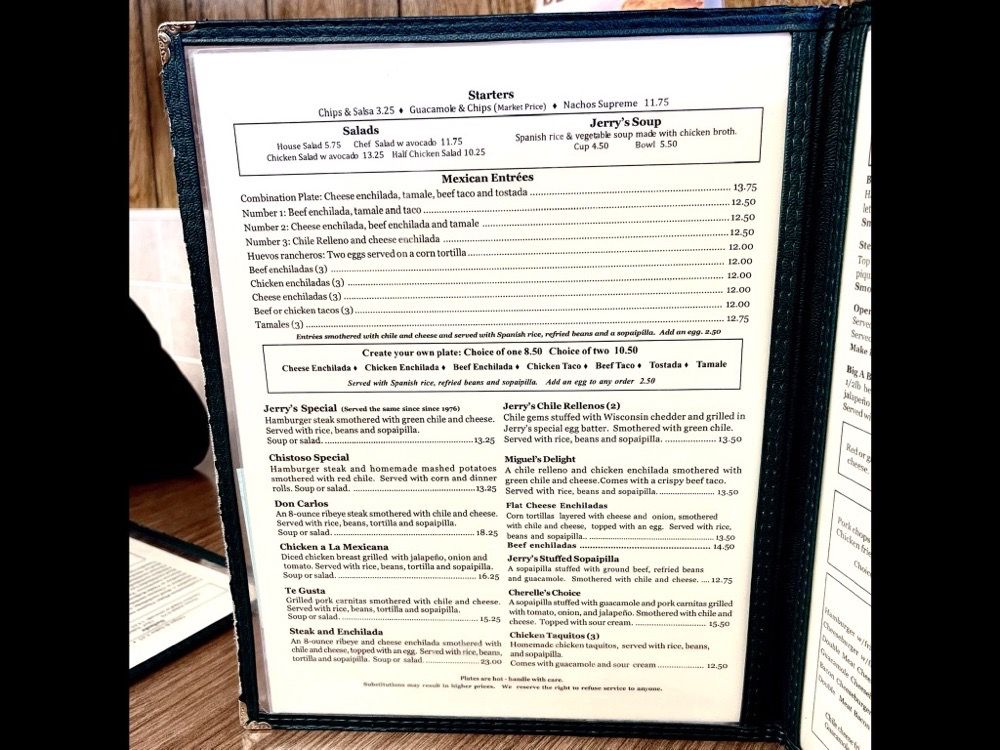 Starters
Chips & Salsa 3.25 ♦ Guacamole & Chips (Market Price) ♦ Nachos Supreme 11.75
Salads
House Salad 5.75 Chef Salad w avocado 11.75
Chicken Salad w avocado 13.25 Half Chicken Salad 10.25
Jerry's Soup
Spanish rice & vegetable soup made with chicken broth.
Cup 4.50 Bowl 5.50
Mexican Entrées
Combination Plate: Cheese enchilada, tamale, beef taco and tostada 13.75
Number 1: Beef enchilada, tamale and taco 12.50
Number 2: Cheese enchilada, beef enchilada and tamale 12.50
Number 3: Chile Relleno and cheese enchilada 12.50
Huevos rancheros: Two eggs served on a corn tortilla 12.00
Beef enchiladas (3) 12.00
Chicken enchiladas (3) 12.00
Cheese enchiladas (3) 12.00
Beef or chicken tacos (3) 12.00
Tamales (3) 12.75
Entrées smothered with chile and cheese and served with Spanish rice, refried beans and a sopaipilla. Add an egg. 2.50
Create your own plate: Choice of one 8.50 Choice of two 10.50
Cheese Enchilada ♦ Chicken Enchilada ♦ Beef Enchilada ♦ Chicken Taco ♦ Beef Taco ♦ Tostada ♦ Tamale
Served with Spanish rice, refried beans and sopaipilla. Add an egg to any order 2.50
Jerry's Special (Served the same since since 1976)
Hamburger steak smothered with green chile and cheese.
Served with rice, beans and sopaipilla.
Soup or salad. 13.25
Chistoso Special
Hamburger steak and homemade mashed potatoes
smothered with red chile. Served with corn and dinner
rolls. Soup or salad. 13.25
Don Carlos
An 8-ounce ribeye steak smothered with chile and cheese.
Served with rice, beans, tortilla and sopaipilla.
Soup or salad. 18.25
Chicken a La Mexicana
Diced chicken breast grilled with jalapeño, onion and
tomato. Served with rice, beans, tortilla and sopaipilla.
Soup or salad. 16.25
Te Gusta
Grilled pork carnitas smothered with chile and cheese.
Served with rice, beans, tortilla and sopaipilla.
Soup or salad. 15.25
Steak and Enchilada
An 8-ounce ribeye and cheese enchilada smothered with
chile and cheese, topped with an egg. Served with rice, beans,
tortilla and sopaipilla. Soup or salad. 23.00
Jerry's Chile Rellenos (2)
Chile gems stuffed with Wisconsin chedder and grilled in
Jerry's special egg batter. Smothered with green chile.
Served with rice, beans and sopaipilla. 13.50
Miguel's Delight
A chile relleno and chicken enchilada smothered with
green chile and cheese.Comes with a crispy beef taco.
Served with rice, beans and sopaipilla. 13.50
Flat Cheese Enchiladas
Corn tortillas layered with cheese and onion, smothered
with chile and cheese, topped with an egg. Served with rice,
beans and sopaipilla.. 13.50
Beef enchiladas 14.50
Jerry's Stuffed Sopaipilla
A sopaipilla stuffed with ground beef, refried beans
and guacamole. Smothered with chile and cheese. 12.75
Cherelle's Choice
A sopaipilla stuffed with guacamole and pork carnitas grilled
with tomato, onion, and jalapeño. Smothered with chile and
cheese. Topped with sour cream. 15.50
Chicken Taquitos (3)
Homemade chicken taquitos, served with rice, beans,
and sopaipilla.
Comes with guacamole and sour cream 12.50
Plates are hot - handle with care.
Substitutions may result in higher prices. We reserve the right to refuse service to anyone.